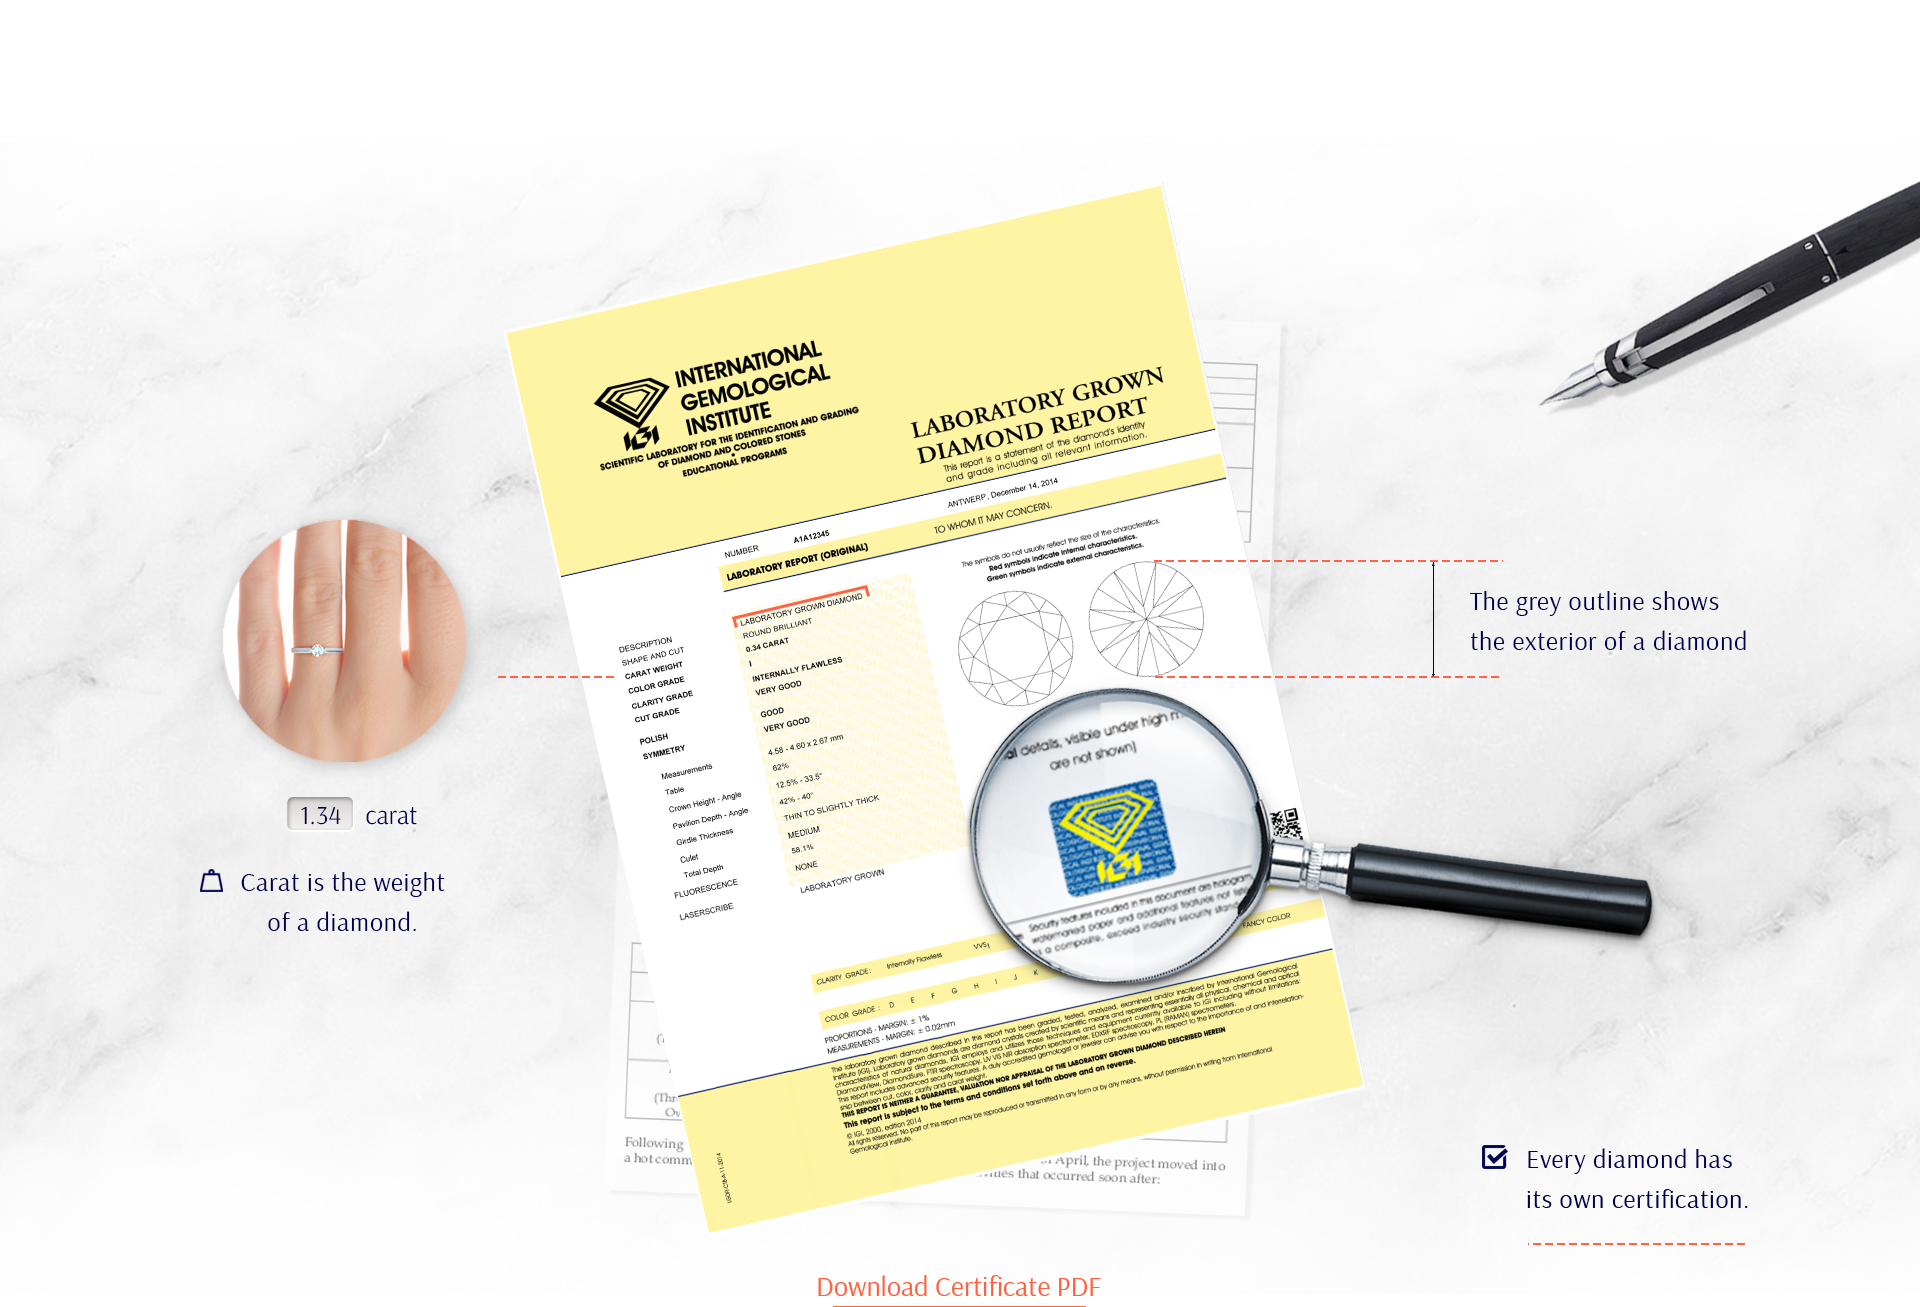 INTERNATIONAL
GEMOLOGICAL
INSTITUTE
IGI
SCIENTIFIC LABORATORY FOR THE IDENTIFICATION AND GRADING
OF DIAMOND AND COLORED STONES
EDUCATIONAL PROGRAMS
LABORATORY GROWN
DIAMOND REPORT
This report is a statement of the diamond's identity
and grade including all relevant information.
NUMBER A1A12345
ANTWERP, December 14, 2014
LABORATORY REPORT (ORIGINAL)
TO WHOM IT MAY CONCERN.
The symbols do not usually reflect the size of the characteristics.
Red symbols indicate internal characteristics.
Green symbols indicate external characteristics.
DESCRIPTION LABORATORY GROWN DIAMOND
SHAPE AND CUT ROUND BRILLIANT
CARAT WEIGHT 0.34 CARAT
COLOR GRADE I
CLARITY GRADE INTERNALLY FLAWLESS
CUT GRADE VERY GOOD
POLISH GOOD
SYMMETRY VERY GOOD
Measurements 4.58 - 4.60 x 2.67 mm
Table 62%
Crown Height - Angle 12.5% - 33.5°
Pavilion Depth - Angle 42% - 40°
Girdle Thickness THIN TO SLIGHTLY THICK
Culet MEDIUM
Total Depth 58.1%
FLUORESCENCE NONE
LASERSCRIBE LABORATORY GROWN
The grey outline shows
the exterior of a diamond
1.34 carat
Carat is the weight
of a diamond.
al details, visible under high m
are not shown)
IGI
Security features included in this document are hologram
watermarked paper and additional features not liste
s a composite, exceed industry security stand
CLARITY GRADE: Internally Flawless VVS1
FANCY COLOR
COLOR GRADE: D E F G H I J K
PROPORTIONS - MARGIN: ± 1%
MEASUREMENTS - MARGIN: ± 0.02mm
The laboratory grown diamond described in this report has been graded, tested, analyzed, examined and/or inscribed by International Gemological
Institute (IGI). Laboratory grown diamonds are diamond crystals created by scientific means and representing essentially all physical, chemical and optical
characteristics of natural diamonds. IGI employs and utilizes those techniques and equipment currently available to IGI including without limitations:
DiamondView, DiamondSure, FTIR spectroscopy, UV VIS NIR absorption spectrometer, EDXRF spectroscopy, PL (RAMAN) spectrometers.
This report includes advanced security features. A duly accredited gemologist or jeweler can advise you with respect to the importance of and interrelation-
ship between cut, color, clarity and carat weight.
THIS REPORT IS NEITHER A GUARANTEE, VALUATION NOR APPRAISAL OF THE LABORATORY GROWN DIAMOND DESCRIBED HEREIN
This report is subject to the terms and conditions set forth above and on reverse.
© IGI, 2000, edition 2014
All rights reserved. No part of this report may be reproduced or transmitted in any form or by any means, without permission in writing from International
Gemological Institute.
(Thr
Ov
Following
a hot comm
April, the project moved into
that occurred soon after:
Every diamond has
its own certification.
Download Certificate PDF